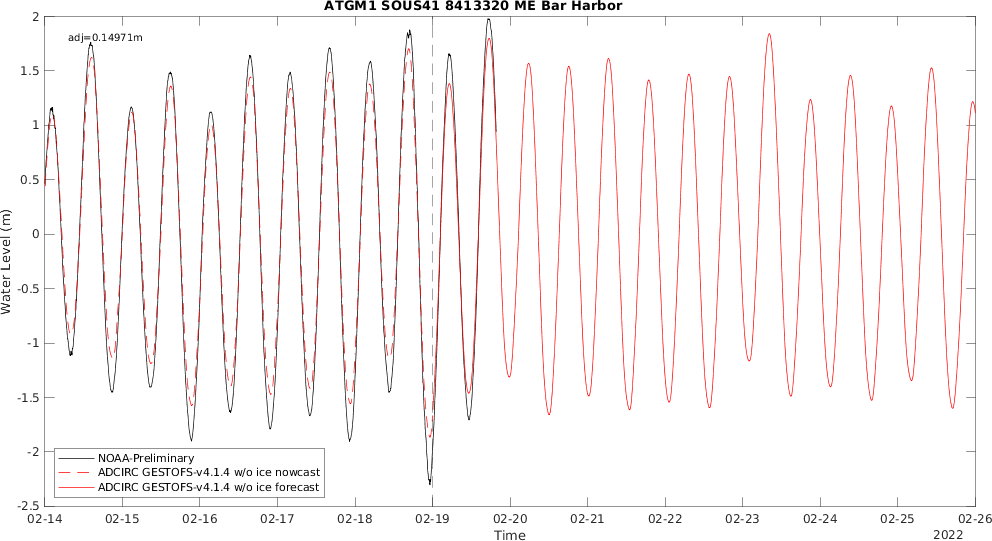 ATGM1 SOUS41 8413320 ME Bar Harbor
adj=0.14971m
2
1.5
1
0.5
0
-0.5
-1
-1.5
-2
-2.5
Water Level (m)
NOAA-Preliminary
ADCIRC GESTOFS-v4.1.4 w/o ice nowcast
ADCIRC GESTOFS-v4.1.4 w/o ice forecast
02-14 02-15 02-16 02-17 02-18 02-19 02-20 02-21 02-22 02-23 02-24 02-25 02-26
Time
2022